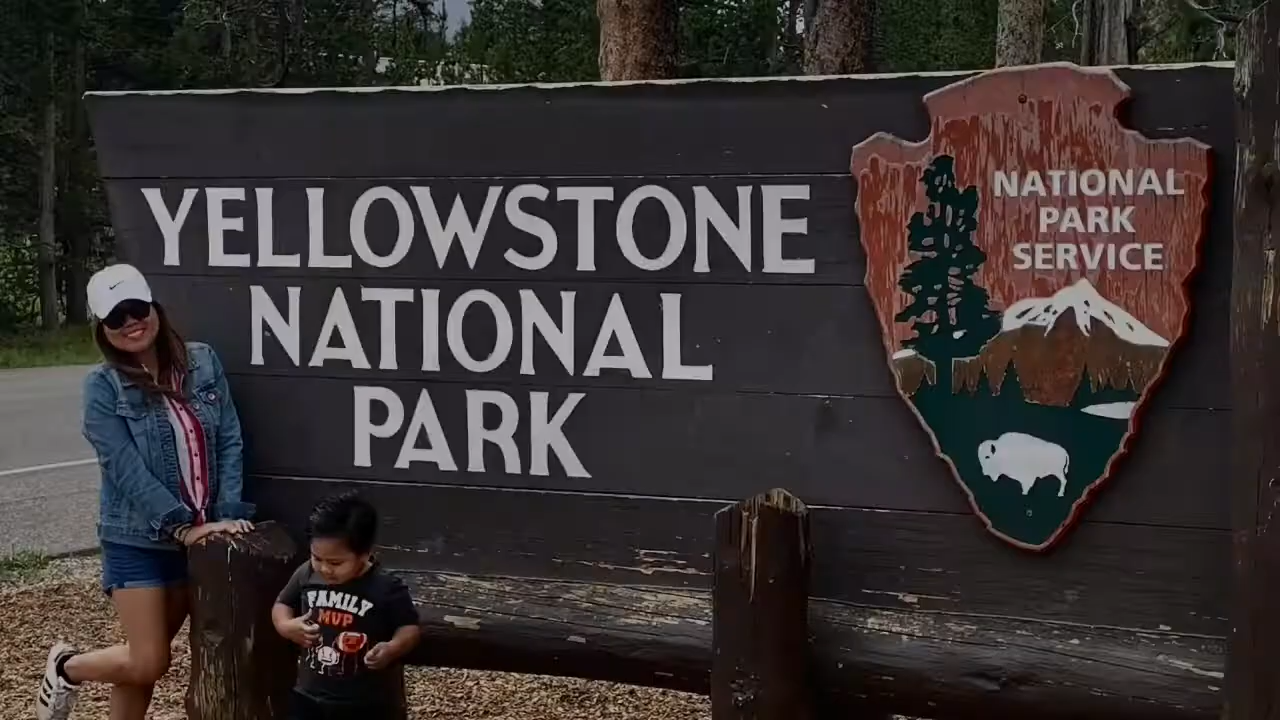 YELLOWSTONE
NATIONAL
PARK
NATIONAL
PARK
SERVICE
FAMILY
MVP